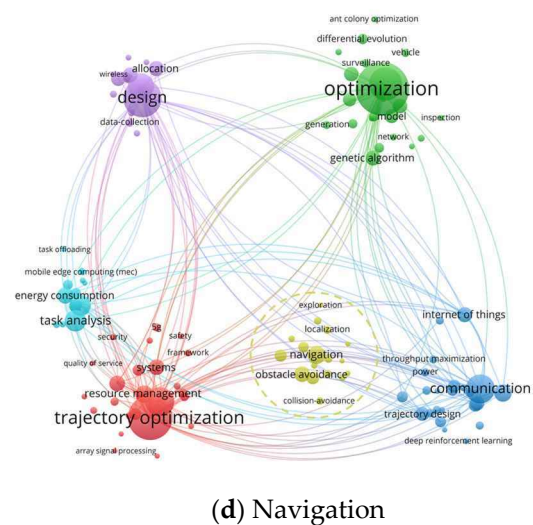 ant colony optimization
differential evolution
vehicle
surveillance
optimization
model
inspection
generation
network
genetic algorithm
wireless
allocation
design
data-collection
task offloading
mobile edge computing (mec)
energy consumption
task analysis
exploration
localization
navigation
obstacle avoidance
collision-avoidance
internet of things
throughput maximization
power
communication
trajectory design
deep reinforcement learning
5g
security
safety
framework
quality of service
systems
resource management
trajectory optimization
array signal-processing
(d) Navigation